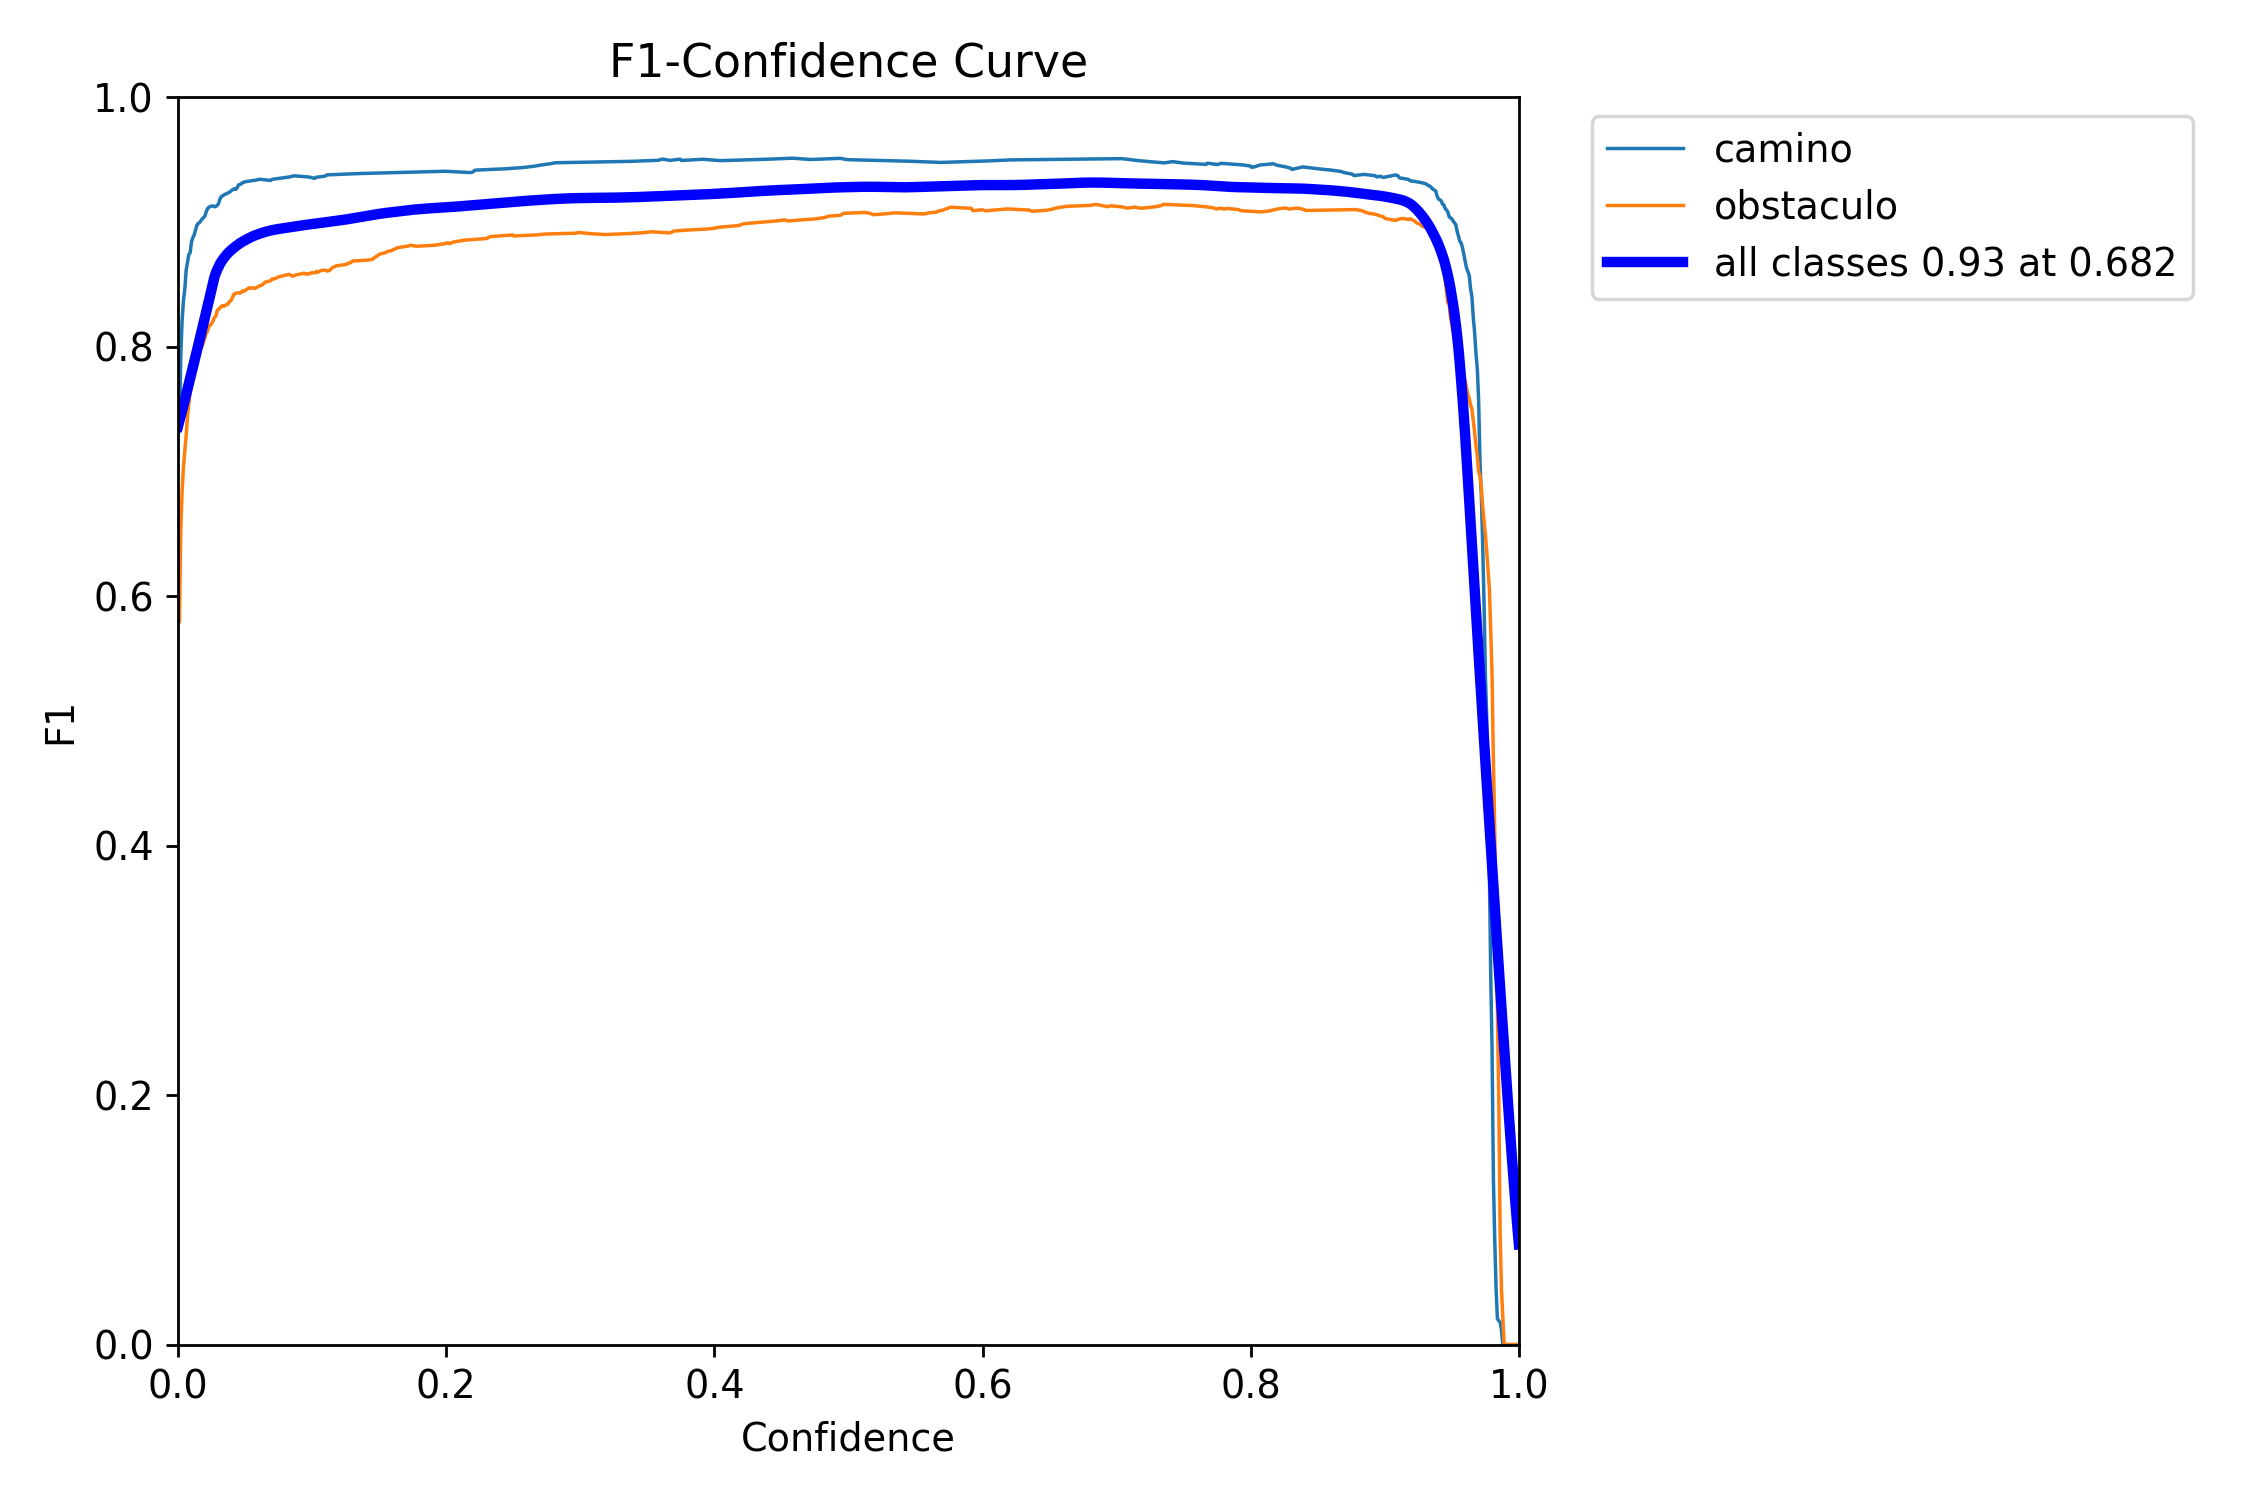 F1-Confidence Curve
camino
obstaculo
all classes 0.93 at 0.682
1.0
0.8
0.6
0.4
0.2
0.0
F1
0.0 0.2 0.4 0.6 0.8 1.0
Confidence